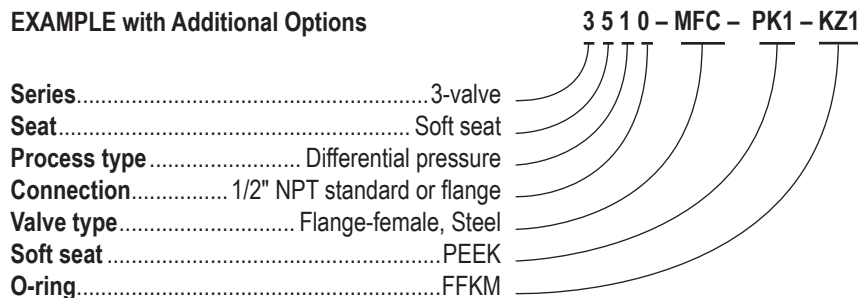 EXAMPLE with Additional Options 3 5 1 0 – MFC – PK1 – KZ1
Series.........................................................3-valve
Seat......................................................... Soft seat
Process type......................... Differential pressure
Connection................ 1/2" NPT standard or flange
Valve type............................. Flange-female, Steel
Soft seat.......................................................PEEK
O-ring............................................................FFKM